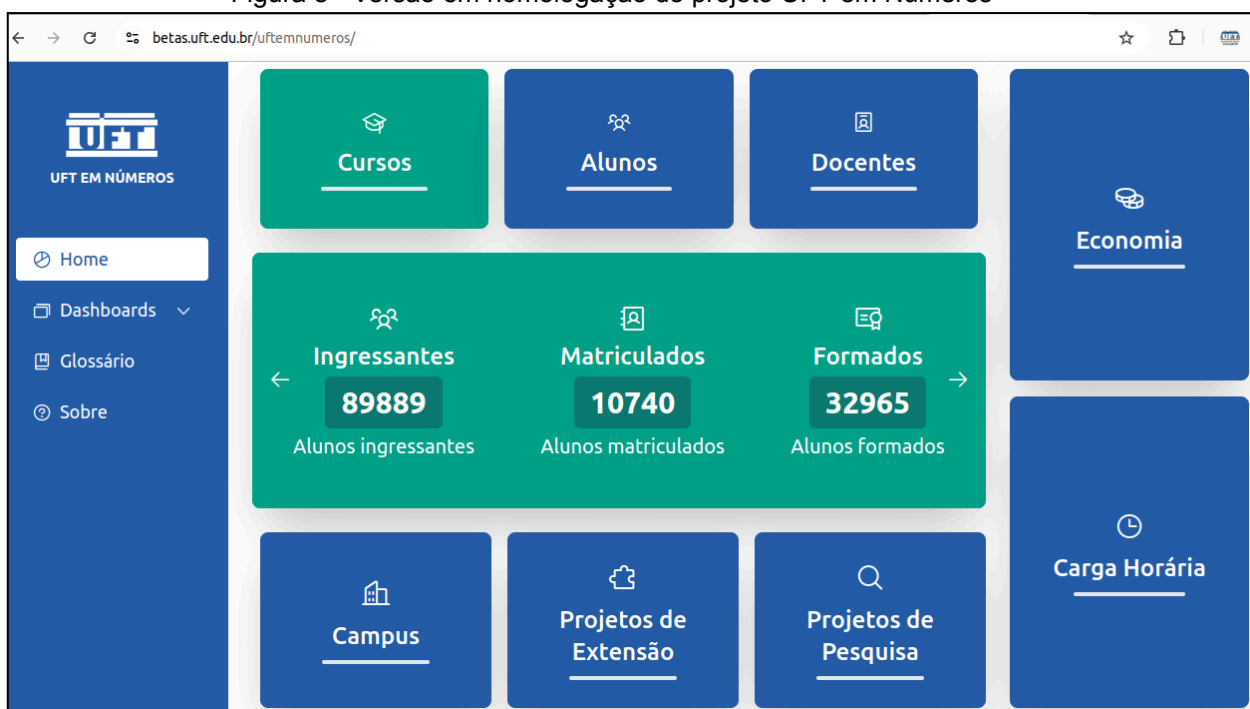 betas.uft.edu.br/uftemnumeros/
UFT
UFT EM NÚMEROS
Home
Dashboards
Glossário
Sobre
Cursos
Alunos
Docentes
Economia
Ingressantes
89889
Alunos ingressantes
Matriculados
10740
Alunos matriculados
Formados
32965
Alunos formados
Carga Horária
Campus
Projetos de
Extensão
Projetos de
Pesquisa